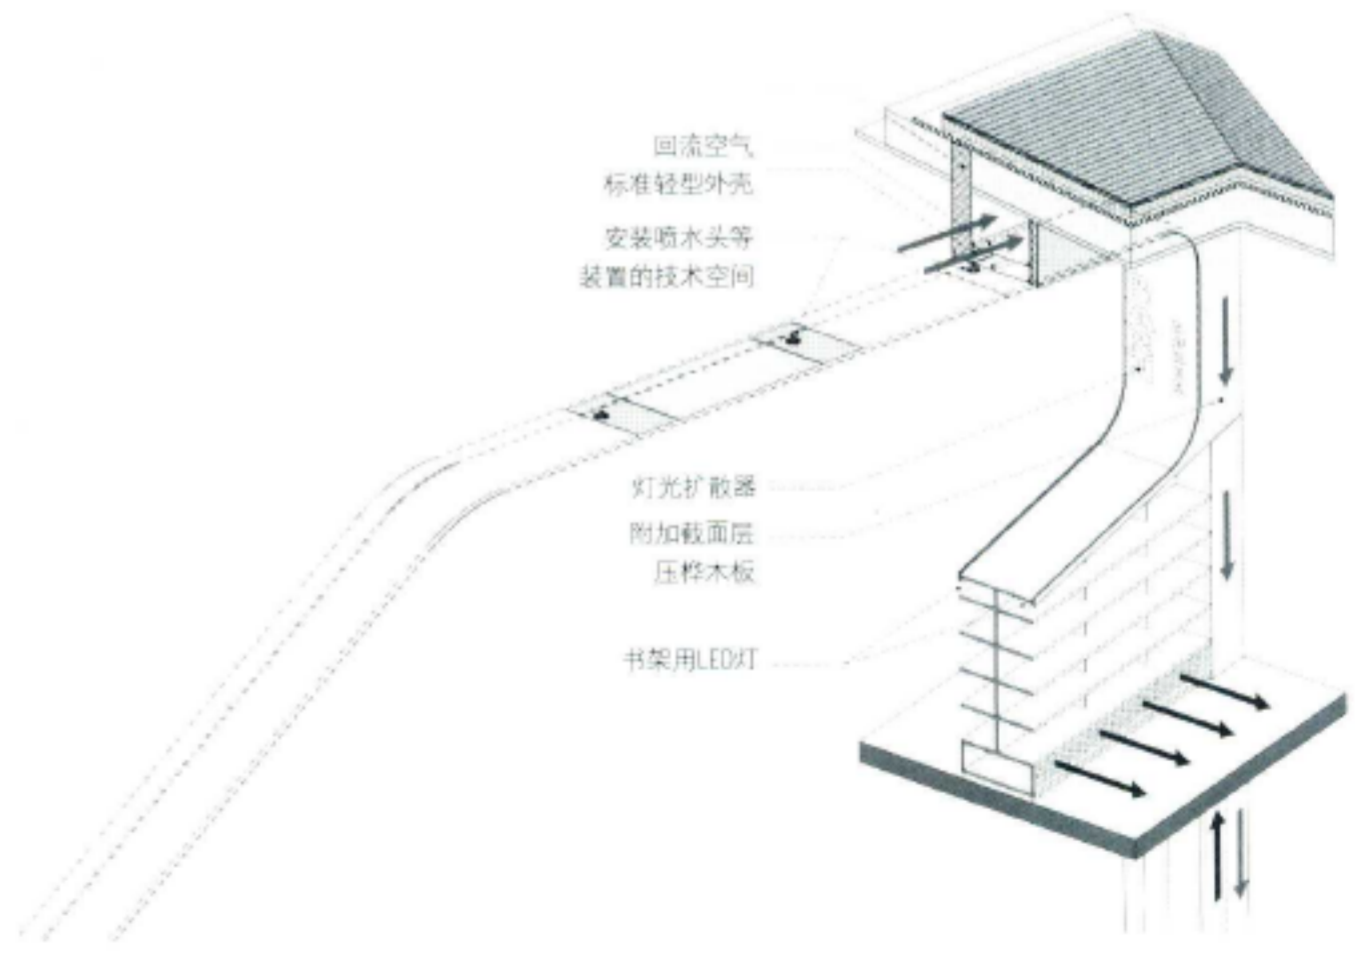 回流空气
标准轻型外壳
安装喷水头等
装置的技术空间
灯光扩散器
附加截面层
压桦木板
书架用LED灯